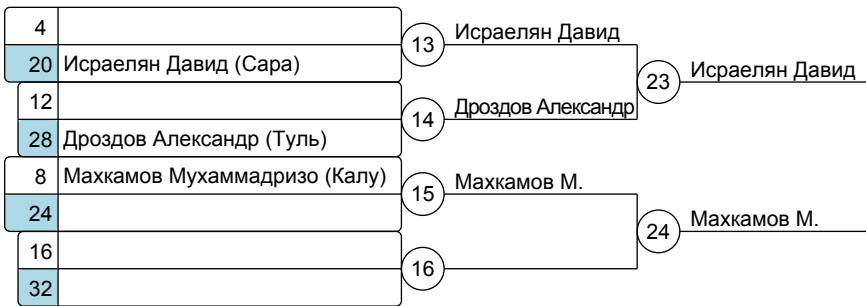 4
13
Исраелян Давид
20 Исраелян Давид (Сара)
23
Исраелян Давид
12
14
Дроздов Александр
28 Дроздов Александр (Туль)
8 Махкамов Мухаммадризо (Калу)
15
Махкамов М.
24
24
Махкамов М.
16
16
32